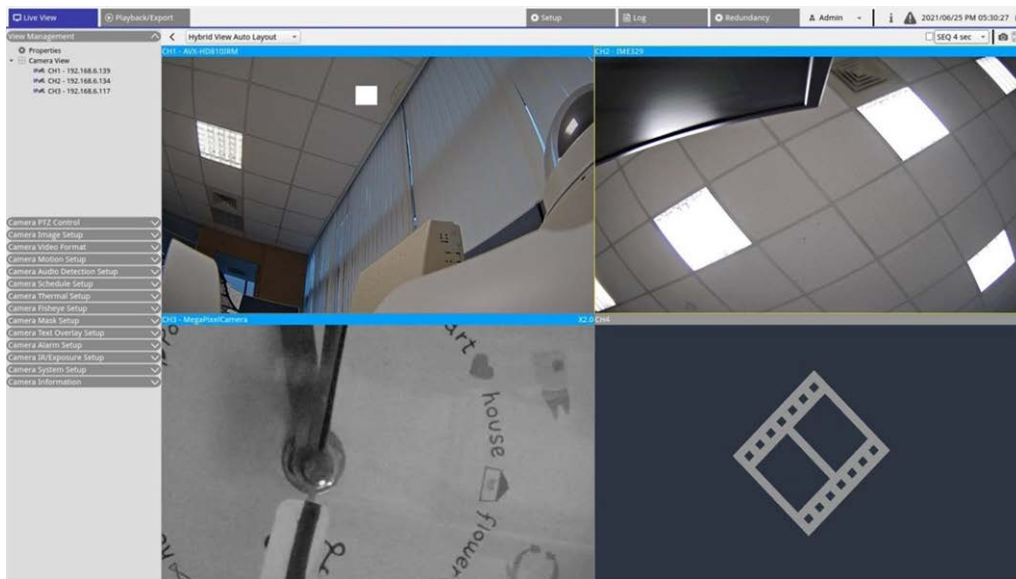 Live View
Playback/Export
Setup
Log
Redundancy
Admin
i
2021/06/25 PM 05:30:27
View Management
Hybrid View Auto Layout
SEQ 4 sec
Properties
Camera View
CH1 - 192.168.6.139
CH2 - 192.168.6.134
CH3 - 192.168.6.117
Camera PTZ Control
Camera Image Setup
Camera Video Format
Camera Motion Setup
Camera Audio Detection Setup
Camera Schedule Setup
Camera Thermal Setup
Camera Fisheye Setup
Camera Mask Setup
Camera Text Overlay Setup
Camera Alarm Setup
Camera IR/Exposure Setup
Camera System Setup
Camera Information
CH1 - AVX-HD810IRM
CH2 - IME329
CH3 - MegaPixelCamera
X2.0
CH4
art
house
flower